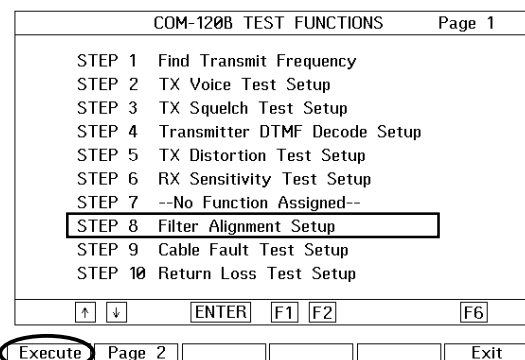 COM-120B TEST FUNCTIONS Page 1
STEP 1 Find Transmit Frequency
STEP 2 TX Voice Test Setup
STEP 3 TX Squelch Test Setup
STEP 4 Transmitter DTMF Decode Setup
STEP 5 TX Distortion Test Setup
STEP 6 RX Sensitivity Test Setup
STEP 7 --No Function Assigned--
STEP 8 Filter Alignment Setup
STEP 9 Cable Fault Test Setup
STEP 10 Return Loss Test Setup
↑ ↓ ENTER F1 F2 F6
Execute Page 2 Exit